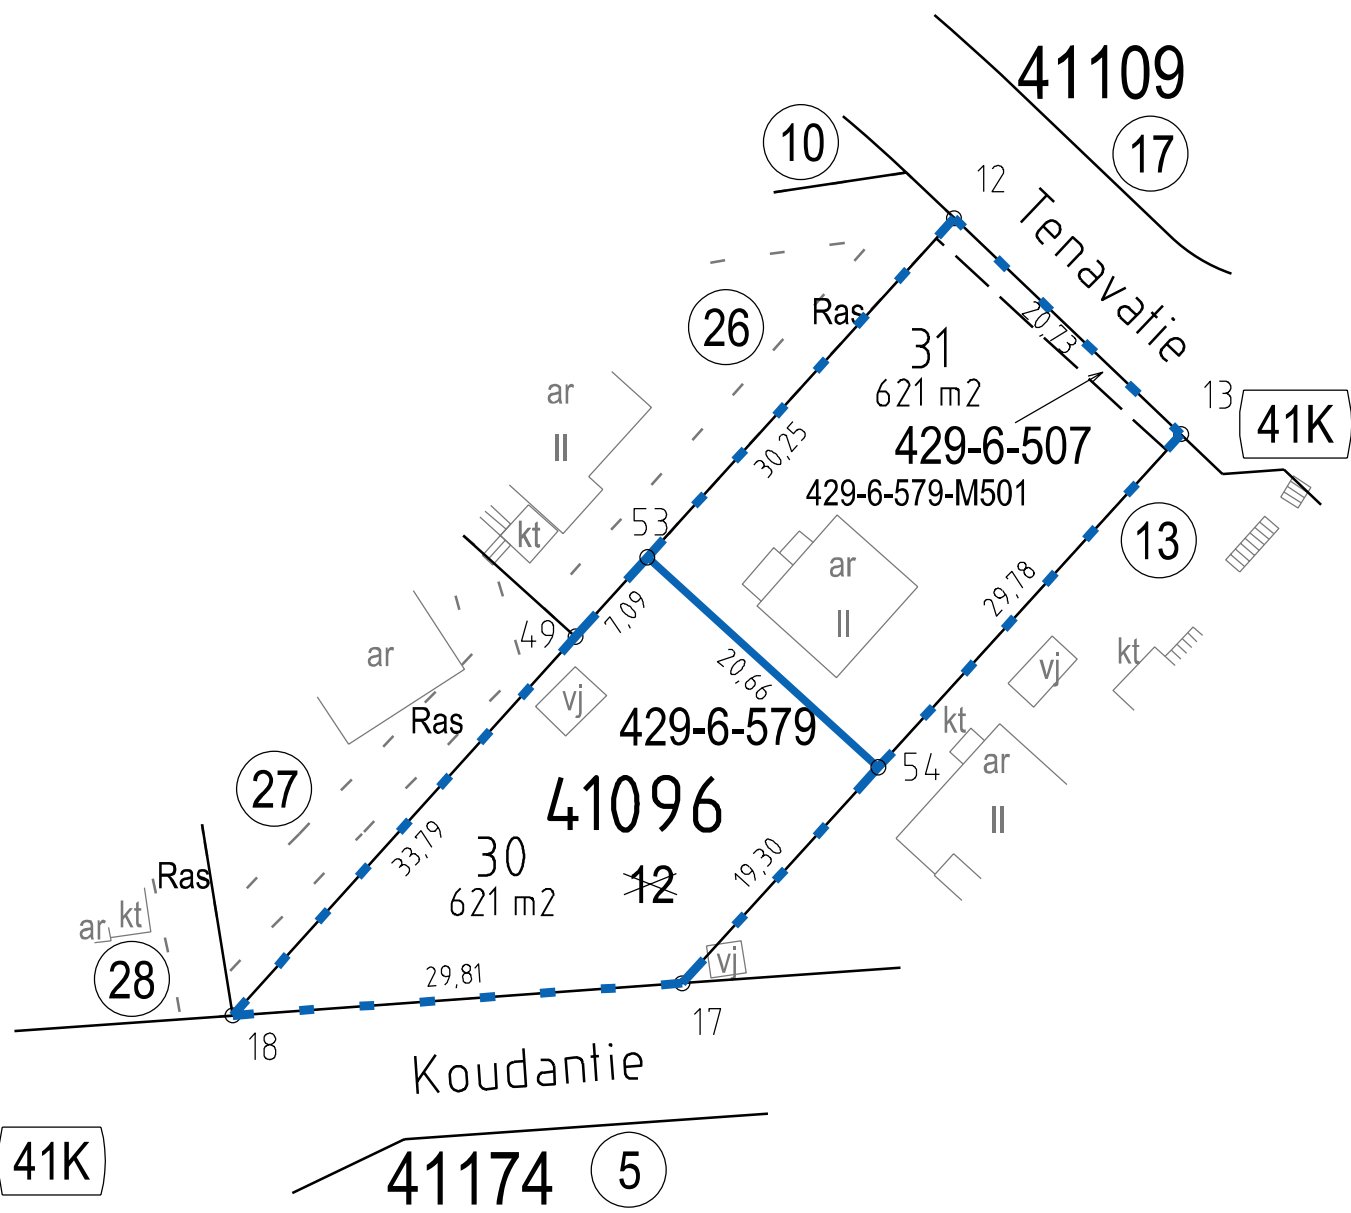 41109
17
10
12
Tenavatie
26
Ras
20,73
31
621 m2
13
41K
ar
II
429-6-507
30,25
429-6-579-M501
53
kt
13
ar
II
29,78
7,09
49
ar
20,66
vj
kt
vj
Ras
429-6-579
kt
54
ar
II
27
41096
33,79
30
621 m2
12
19,30
Ras
ar
kt
28
29,81
vj
18
17
Koudantie
41K
41174
5